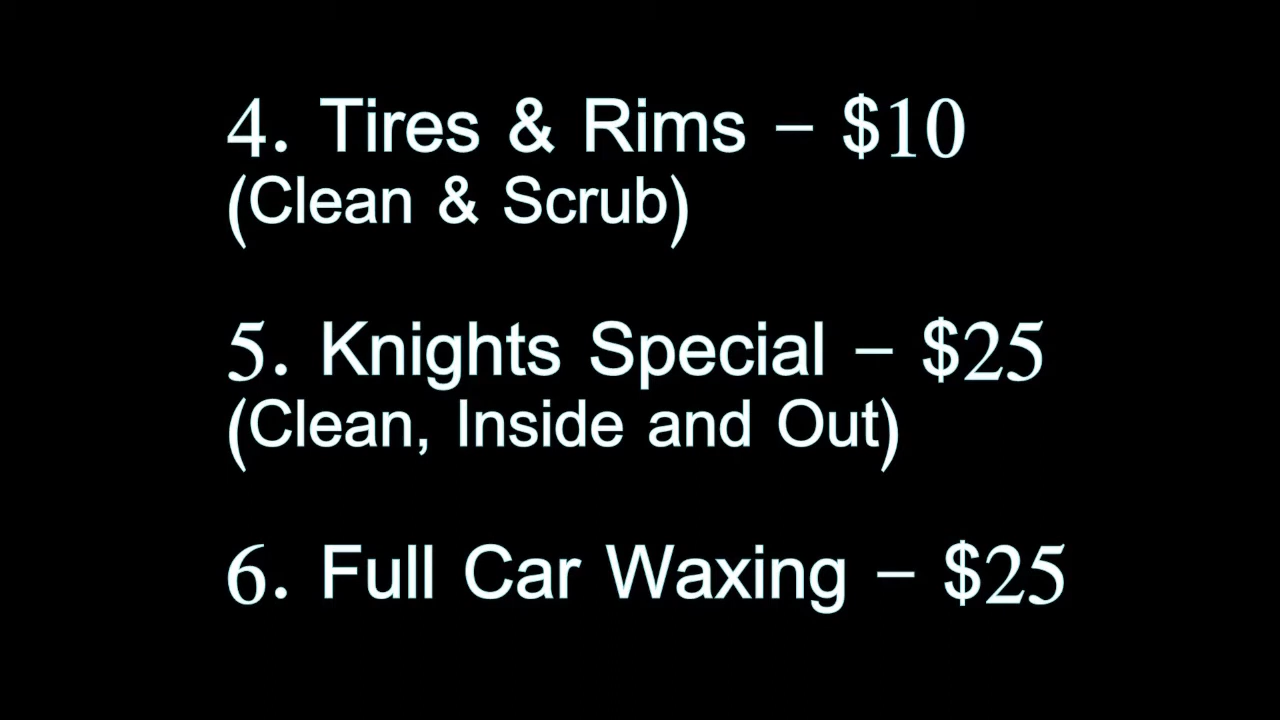 4. Tires & Rims – $10
(Clean & Scrub)
5. Knights Special – $25
(Clean, Inside and Out)
6. Full Car Waxing – $25